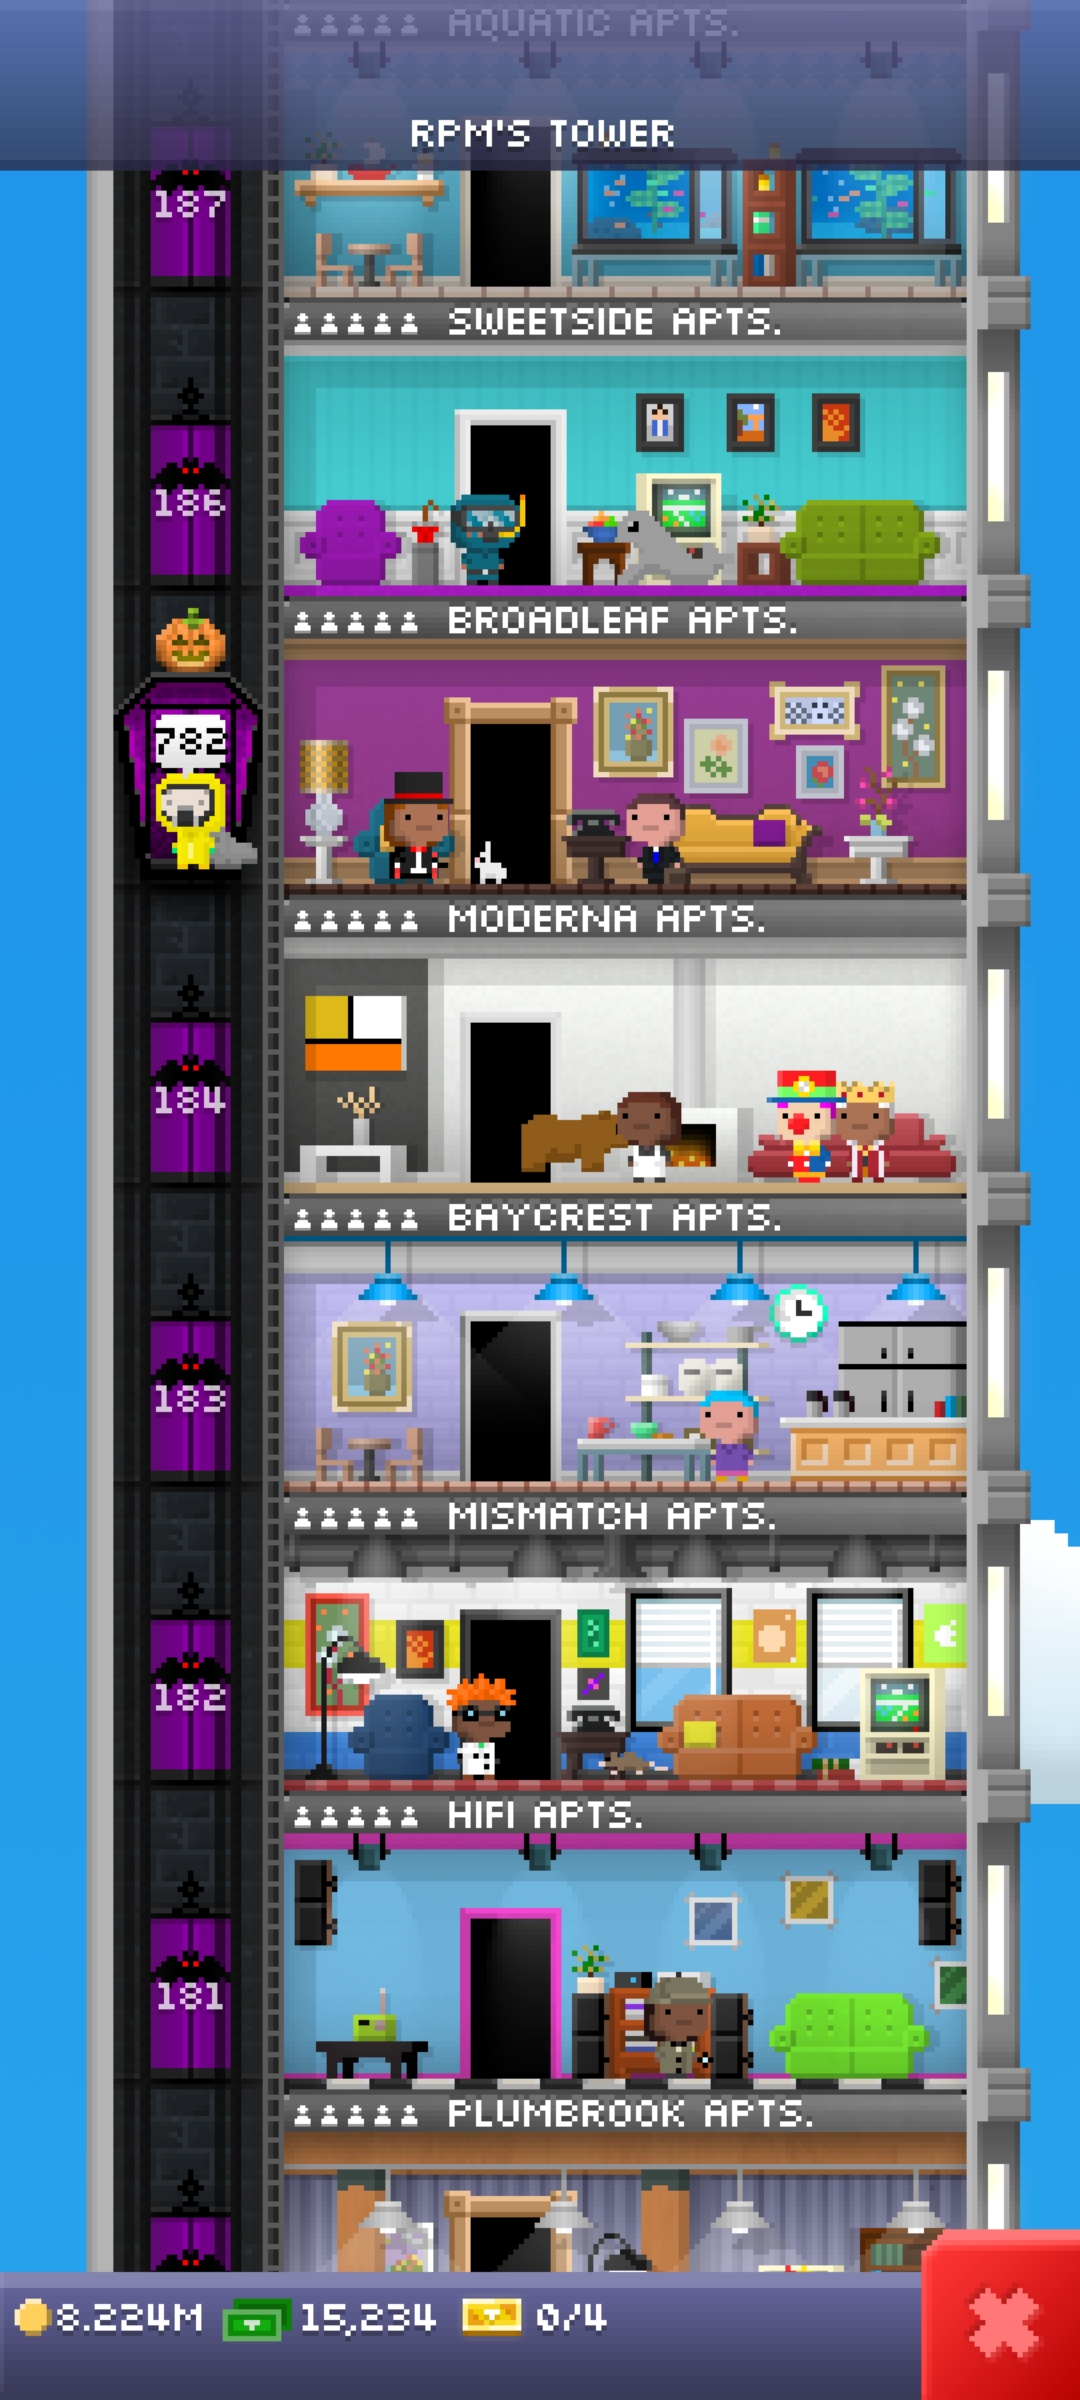 AQUATIC APTS.
RPM'S TOWER
187
SWEETSIDE APTS.
186
BROADLEAF APTS.
782
MODERNA APTS.
184
BAYCREST APTS.
183
MISMATCH APTS.
182
HIFI APTS.
181
PLUMBROOK APTS.
8.224M 15,234 0/4